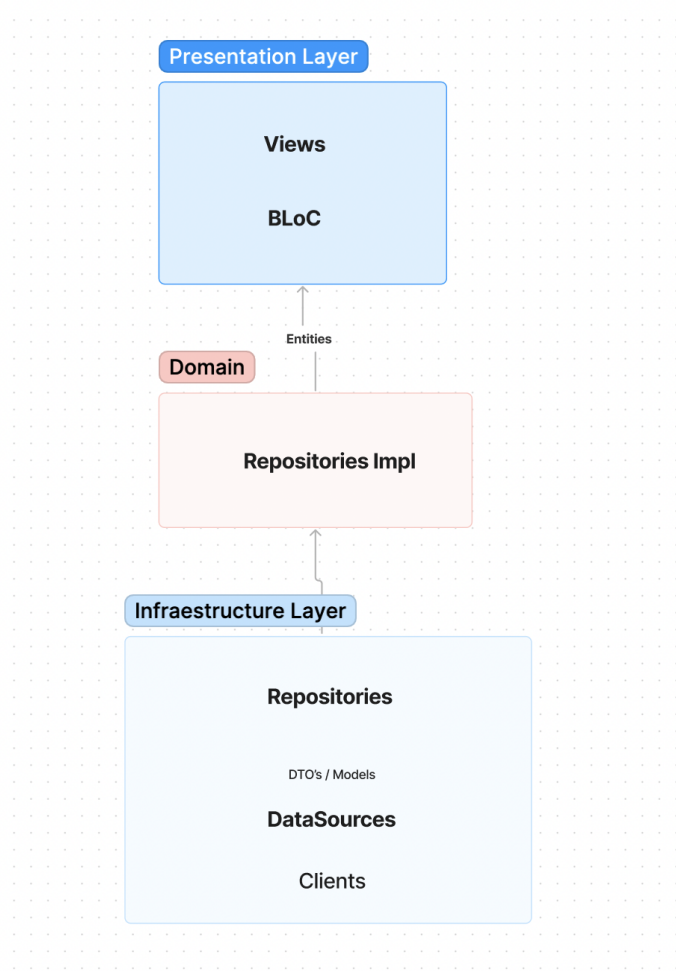 Presentation Layer
Views
BLoC
Entities
Domain
Repositories Impl
Infraestructure Layer
Repositories
DTO's / Models
DataSources
Clients